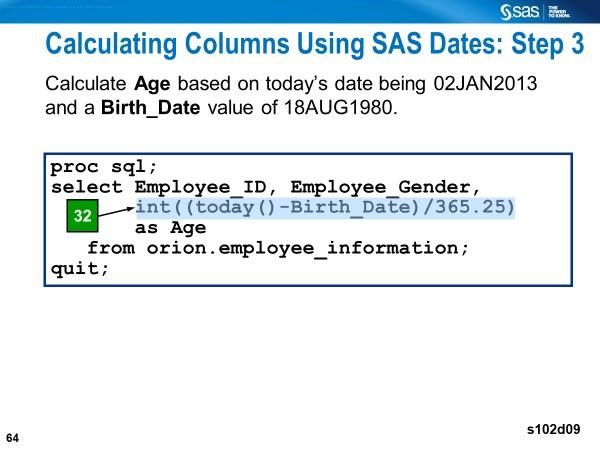 sas THE POWER TO KNOW.
Calculating Columns Using SAS Dates: Step 3
Calculate Age based on today's date being 02JAN2013
and a Birth_Date value of 18AUG1980.
proc sql;
select Employee_ID, Employee_Gender,
32 int((today()-Birth_Date)/365.25)
as Age
from orion.employee_information;
quit;
64
s102d09